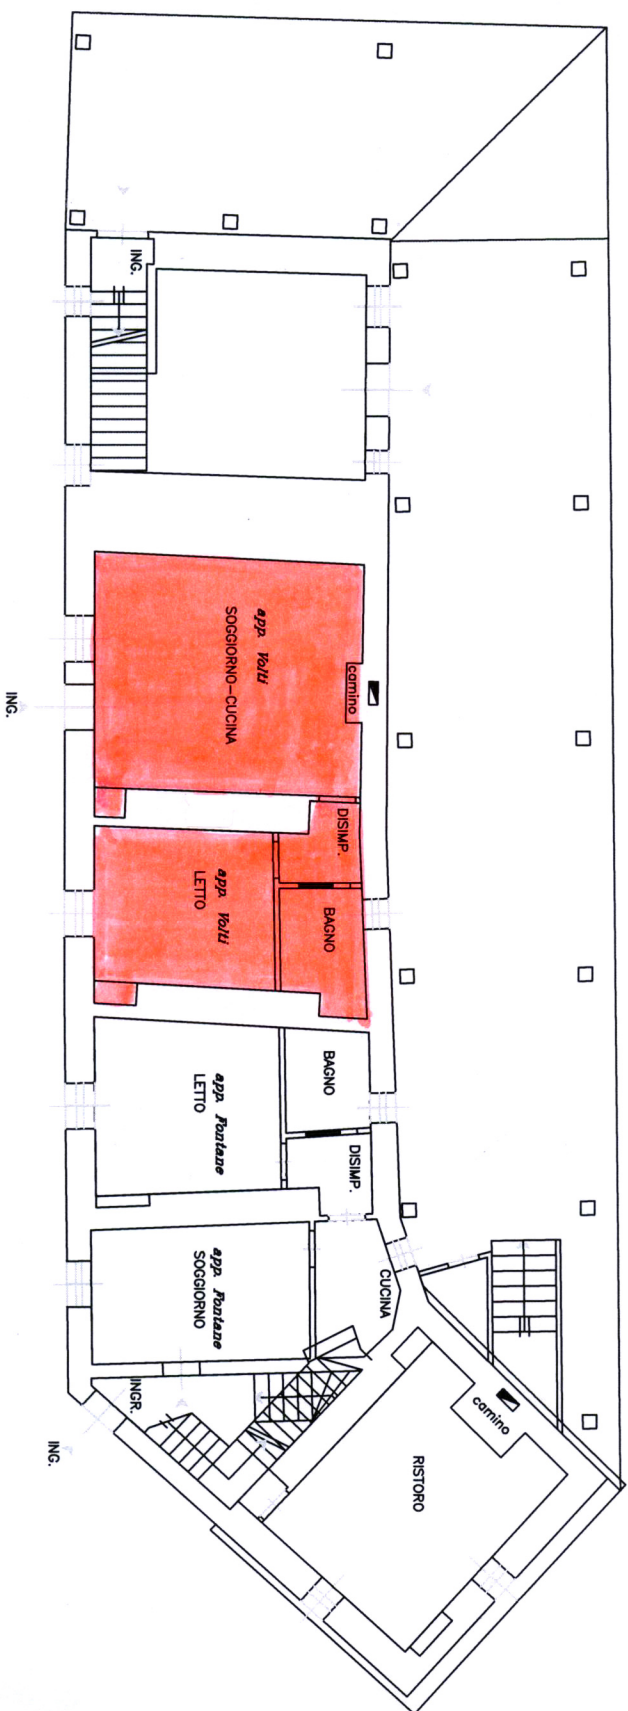 ING.
app. Volti
SOGGIORNO-CUCINA
camino
ING.
DISIMP.
app. Volti
LETTO
BAGNO
app. Fontane
LETTO
BAGNO
DISIMP.
app. Fontane
SOGGIORNO
CUCINA
INGR.
ING.
camino
RISTORO